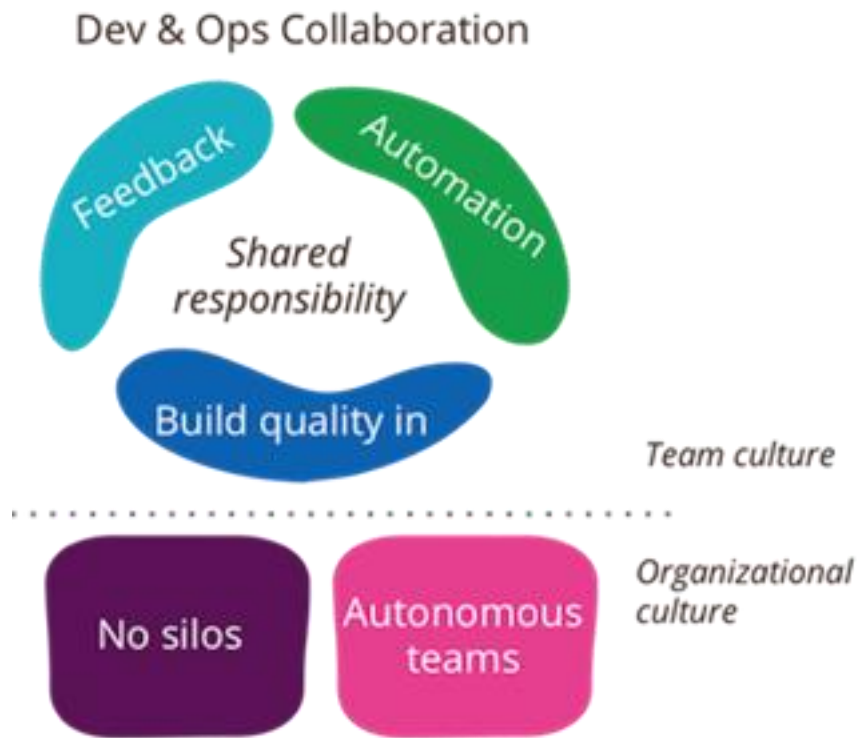 Dev & Ops Collaboration
Feedback
Automation
Shared
responsibility
Build quality in
Team culture
No silos
Autonomous
teams
Organizational
culture